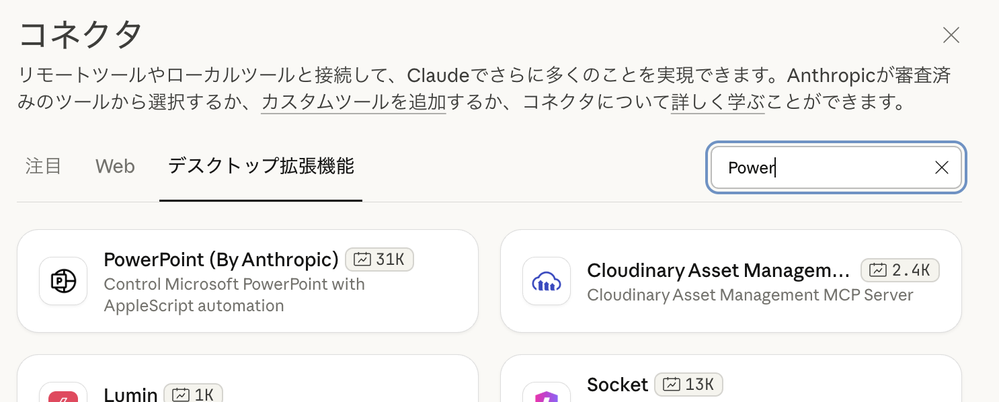 コネクタ
リモートツールやローカルツールと接続して、Claudeでさらに多くのことを実現できます。Anthropicが審査済
みのツールから選択するか、カスタムツールを追加するか、コネクタについて詳しく学ぶことができます。
注目 Web デスクトップ拡張機能
Power
PowerPoint (By Anthropic) 31K
Control Microsoft PowerPoint with
AppleScript automation
Cloudinary Asset Managem... 2.4K
Cloudinary Asset Management MCP Server
Lumin 1K
Socket 13K